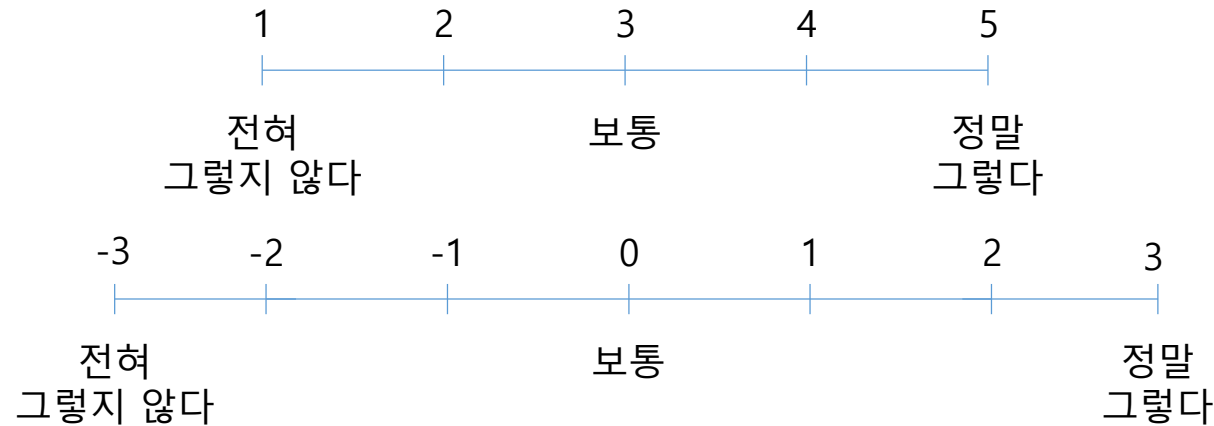 1 2 3 4 5
전혀 보통 정말
그렇지 않다 그렇다
-3 -2 -1 0 1 2 3
전혀 보통 정말
그렇지 않다 그렇다